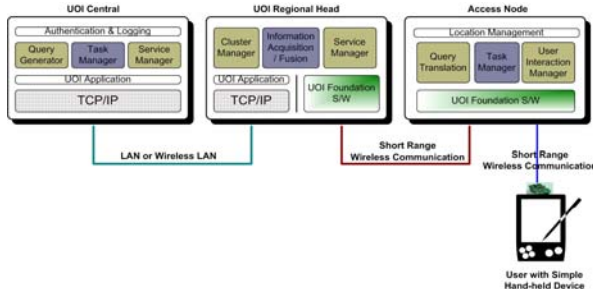 UOI Central
Authentication & Logging
Query
Generator
Task
Manager
Service
Manager
UOI Application
TCP/IP
UOI Regional Head
Cluster
Manager
Information
Acquisition
/ Fusion
Service
Manager
UOI Application
TCP/IP
UOI Foundation
S/W
Access Node
Location Management
Query
Translation
Task
Manager
User
Interaction
Manager
UOI Foundation S/W
LAN or Wireless LAN
Short Range
Wireless Communication
Short Range
Wireless Communication
User with Simple
Hand-held Device